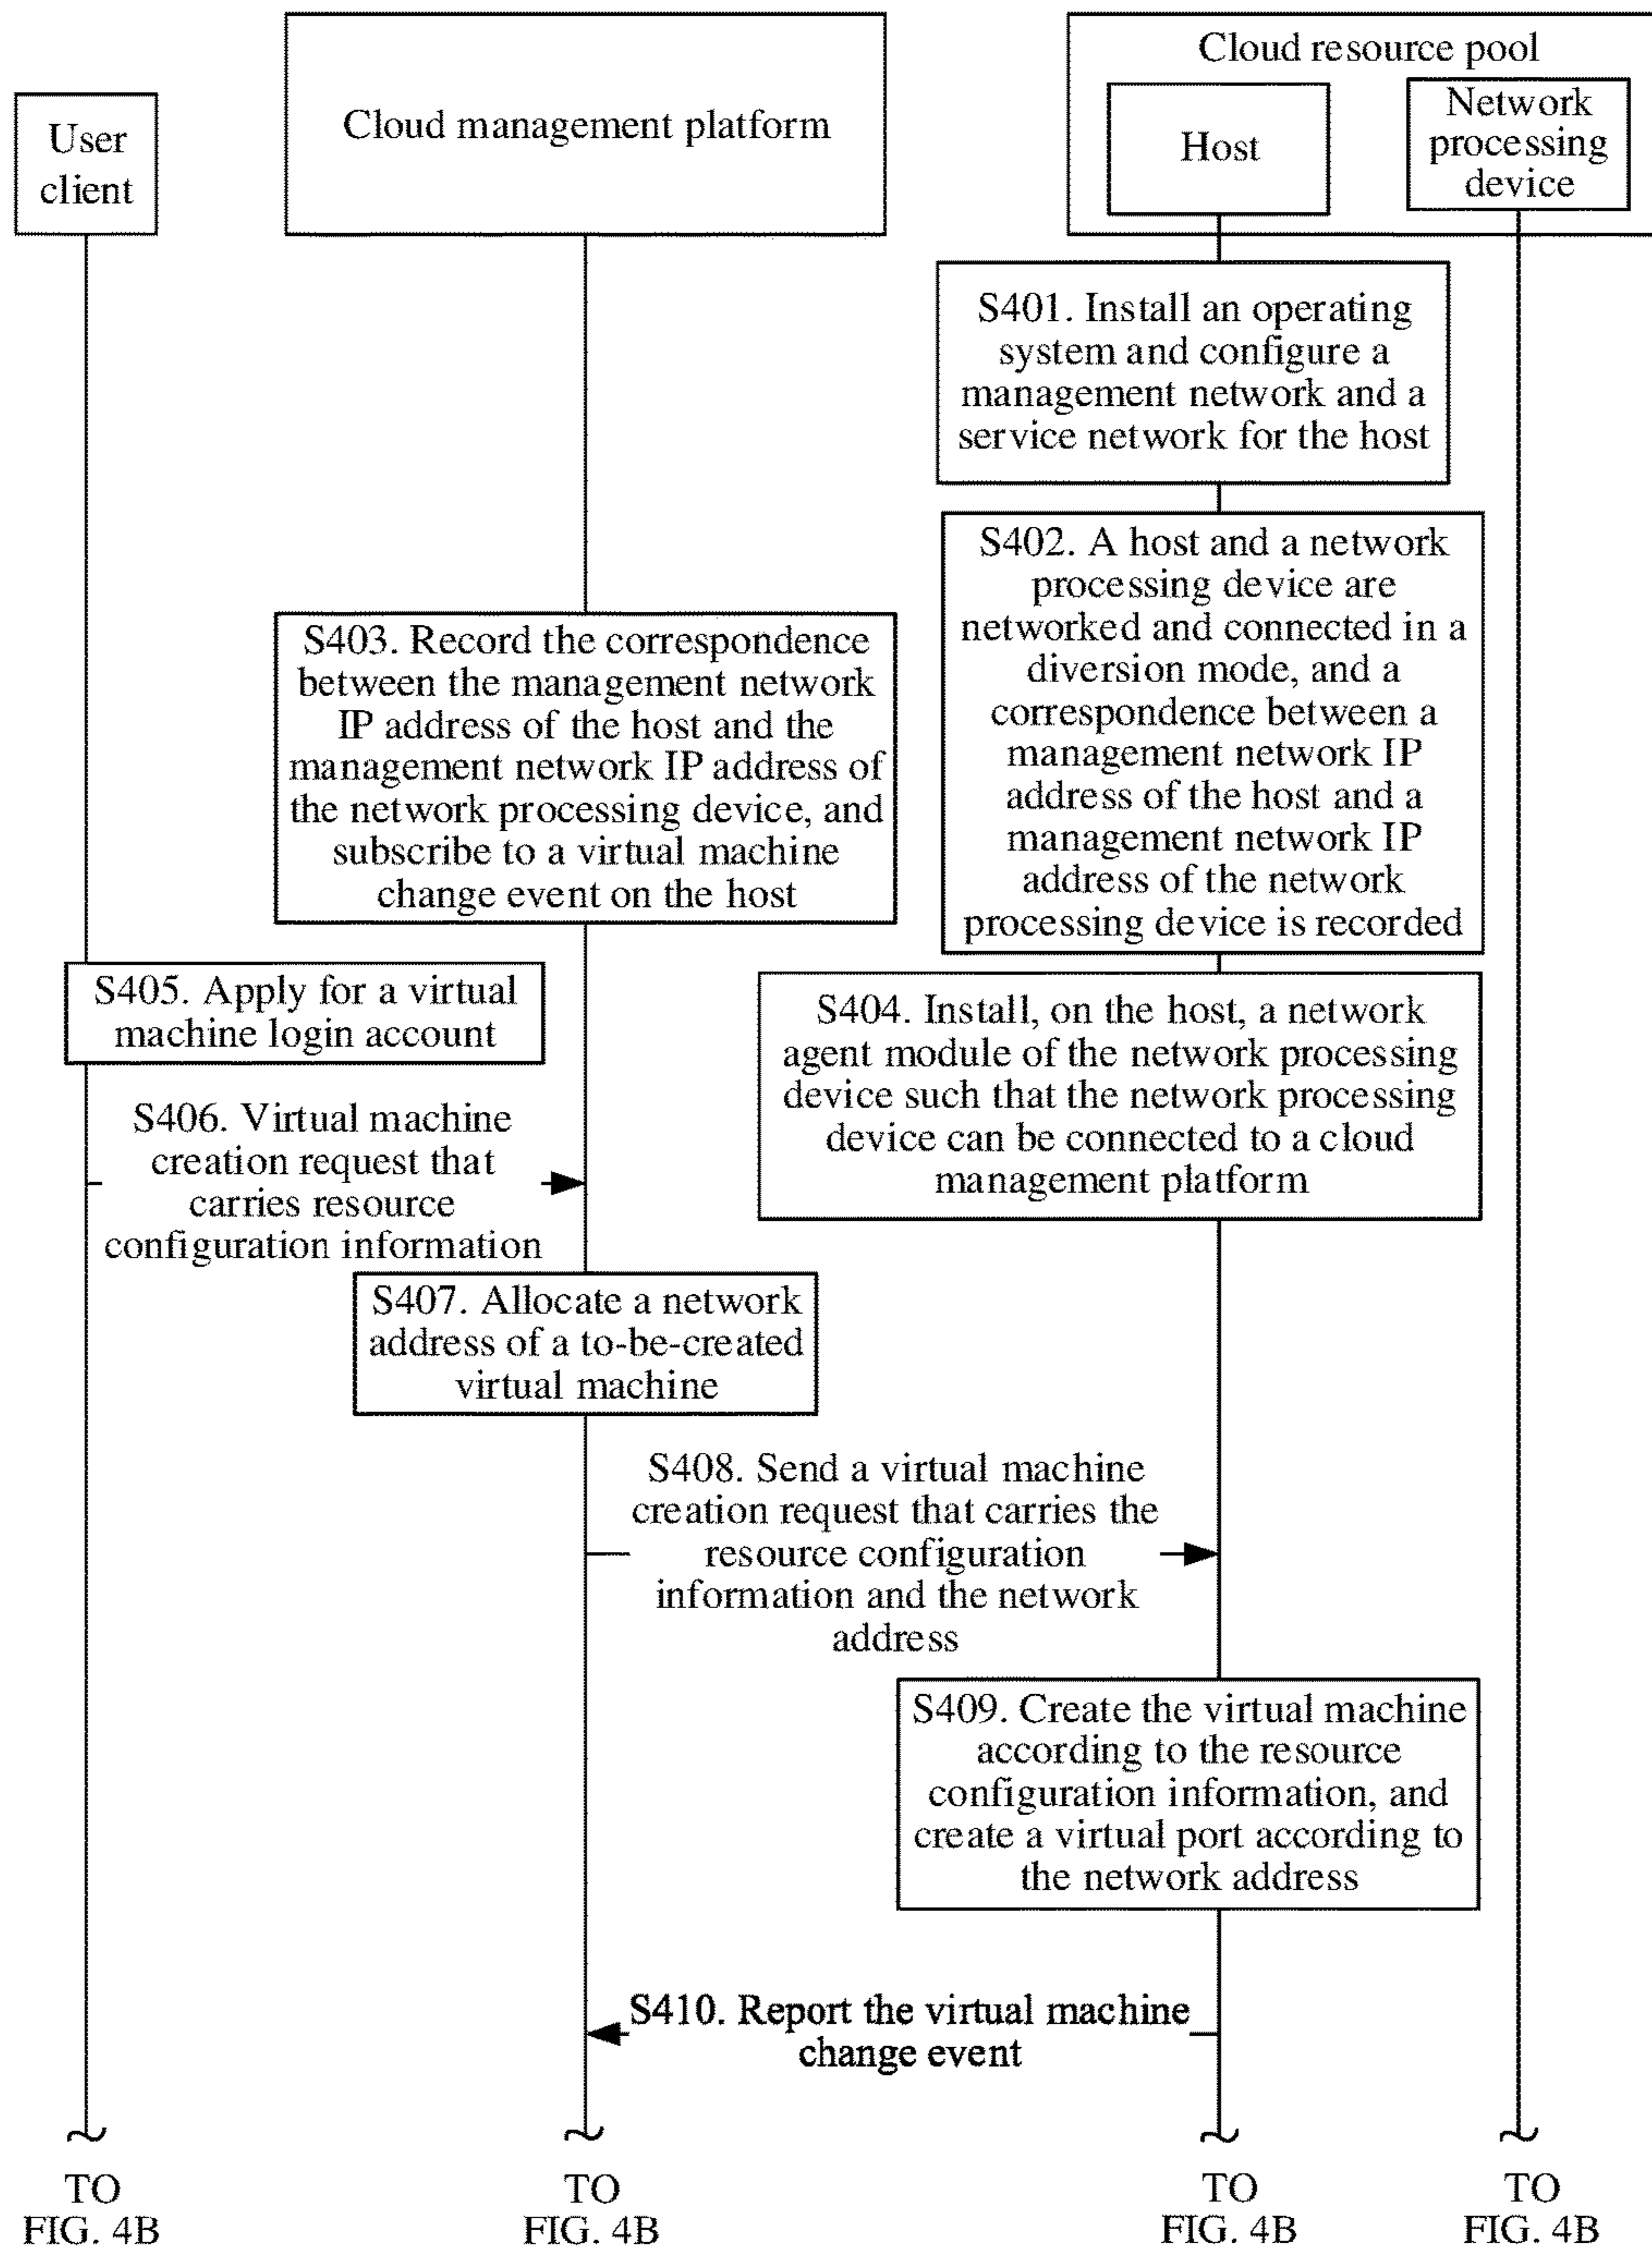 User
client
Cloud management platform
Cloud resource pool
Host
Network
processing
device
S401. Install an operating
system and configure a
management network and a
service network for the host
S402. A host and a network
processing device are
networked and connected in a
diversion mode, and a
correspondence between a
management network IP
address of the host and a
management network IP
address of the network
processing device is recorded
S403. Record the correspondence
between the management network
IP address of the host and the
management network IP address of
the network processing device, and
subscribe to a virtual machine
change event on the host
S404. Install, on the host, a network
agent module of the network processing
device such that the network processing
device can be connected to a cloud
management platform
S405. Apply for a virtual
machine login account
S406. Virtual machine
creation request that
carries resource
configuration information
S407. Allocate a network
address of a to-be-created
virtual machine
S408. Send a virtual machine
creation request that carries the
resource configuration
information and the network
address
S409. Create the virtual machine
according to the resource
configuration information, and
create a virtual port according to
the network address
S410. Report the virtual machine
change event
TO
FIG. 4B
TO
FIG. 4B
TO
FIG. 4B
TO
FIG. 4B